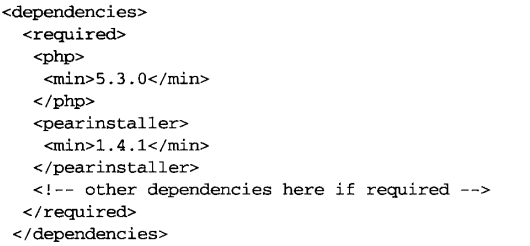 <dependencies>
<required>
<php>
<min>5.3.0</min>
</php>
<pearinstaller>
<min>1.4.1</min>
</pearinstaller>
<!-- other dependencies here if required -->
</required>
</dependencies>